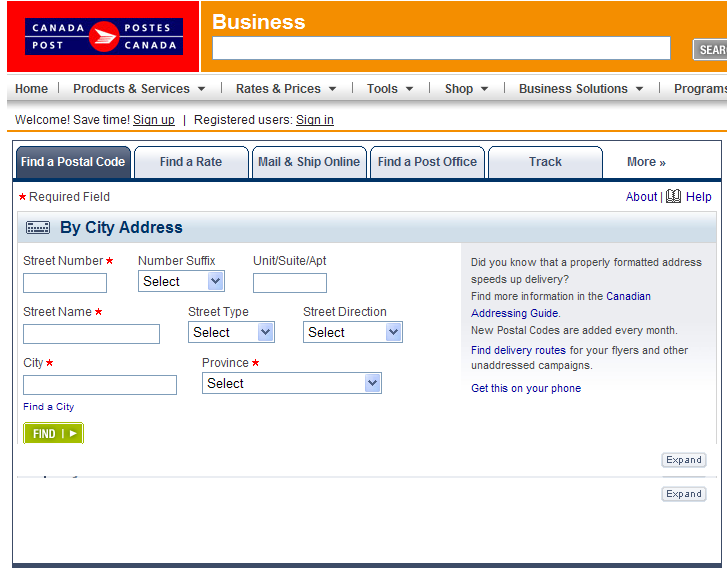 CANADA POSTES
POST CANADA
Business
SEAR
Home Products & Services Rates & Prices Tools Shop Business Solutions Programs
Welcome! Save time! Sign up | Registered users: Sign in
Find a Postal Code Find a Rate Mail & Ship Online Find a Post Office Track More »
* Required Field About | Help
By City Address
Street Number * Number Suffix Unit/Suite/Apt
Select
Street Name * Street Type Street Direction
Select Select
City * Province *
Select
Find a City
FIND
Did you know that a properly formatted address
speeds up delivery?
Find more information in the Canadian
Addressing Guide.
New Postal Codes are added every month.
Find delivery routes for your flyers and other
unaddressed campaigns.
Get this on your phone
Expand
Expand